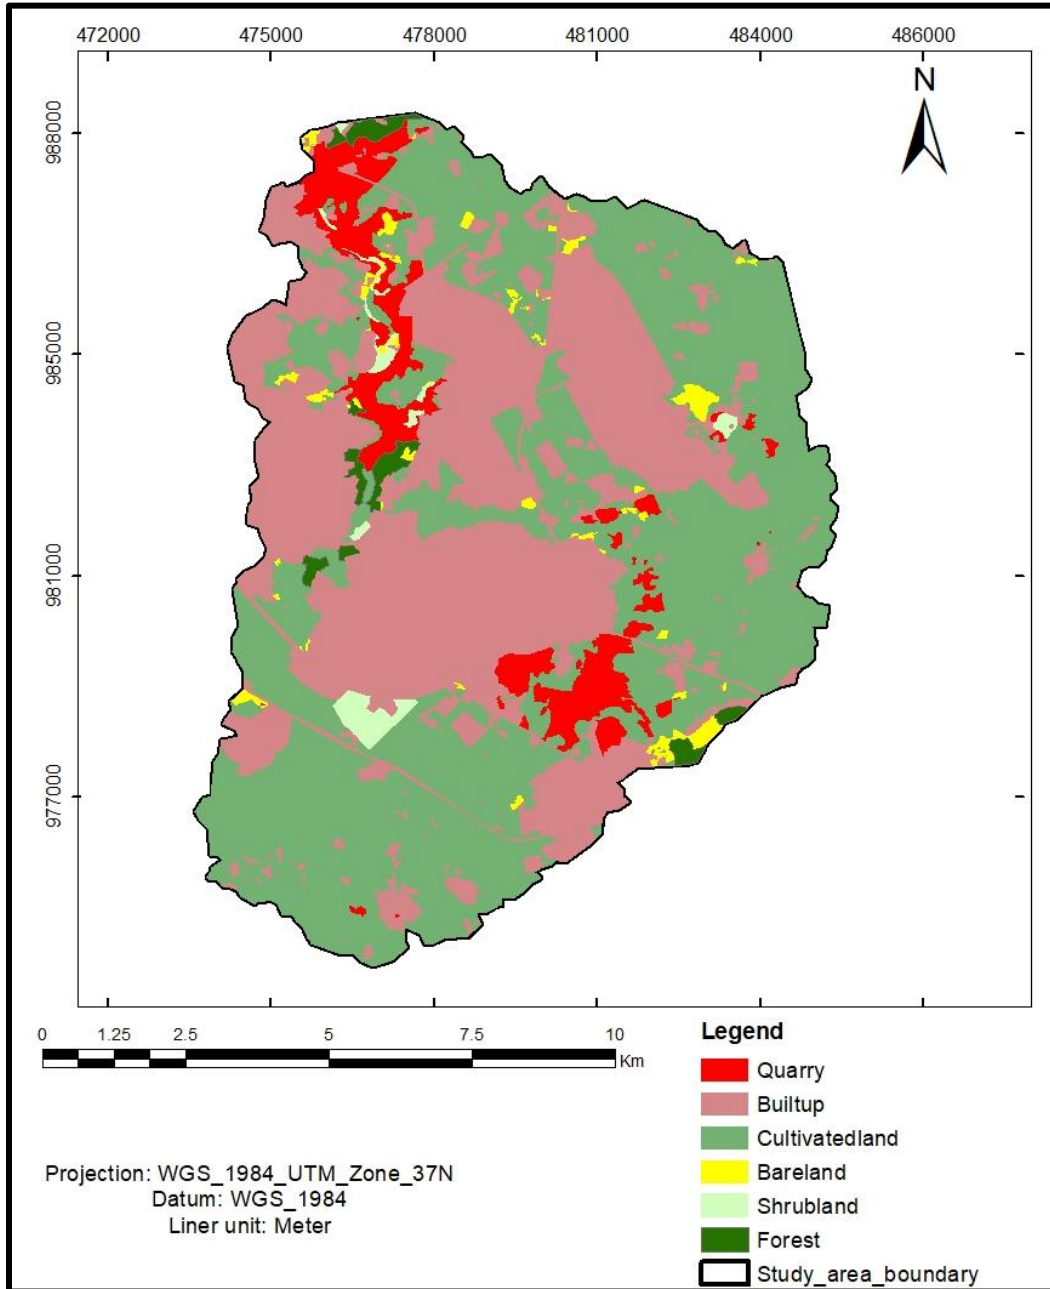 472000 475000 478000 481000 484000 486000
N
988000
985000
981000
977000
0 1.25 2.5 5 7.5 10
Km
Legend
Quarry
Builtup
Cultivatedland
Bareland
Shrubland
Forest
Study_area_boundary
Projection: WGS_1984_UTM_Zone_37N
Datum: WGS_1984
Liner unit: Meter